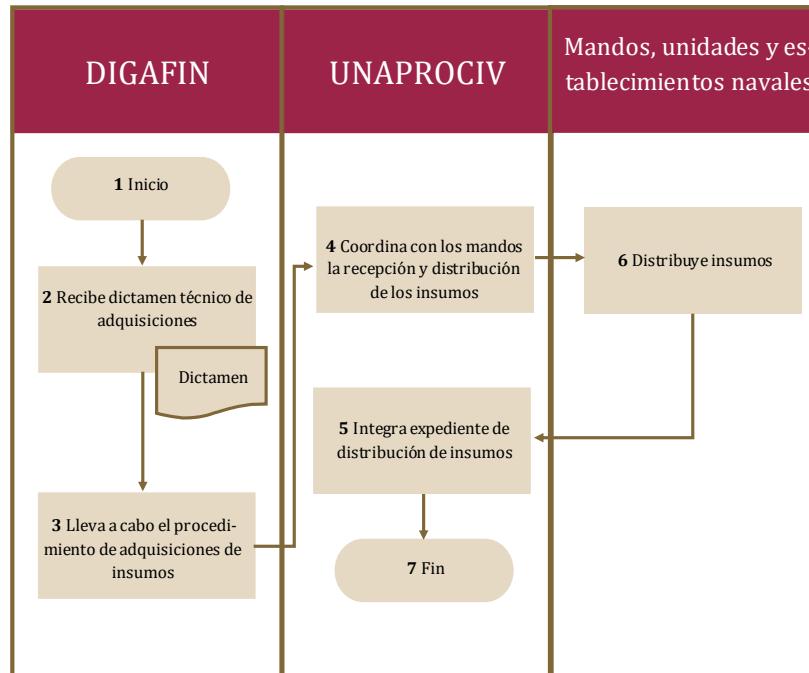 DIGAFIN
UNAPROCIV
Mandos, unidades y es-
tablecimientos navales
1 Inicio
2 Recibe dictamen técnico de
adquisiciones
Dictamen
3 Lleva a cabo el procedi-
miento de adquisiciones de
insumos
4 Coordina con los mandos
la recepción y distribución
de los insumos
6 Distribuye insumos
5 Integra expediente de
distribución de insumos
7 Fin